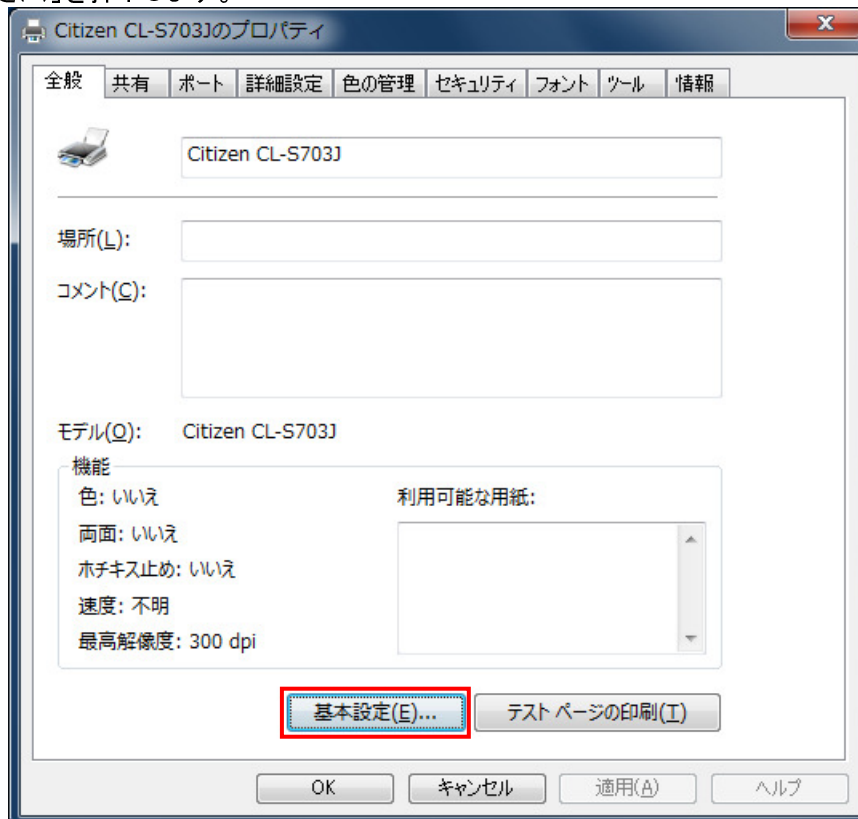 Citizen CL-S703Jのプロパティ
全般 共有 ポート 詳細設定 色の管理 セキュリティ フォント ツール 情報
Citizen CL-S703J
場所(L):
コメント(C):
モデル(O): Citizen CL-S703J
機能
色: いいえ 利用可能な用紙:
両面: いいえ
ホチキス止め: いいえ
速度: 不明
最高解像度: 300 dpi
基本設定(E)... テスト ページの印刷(T)
OK キャンセル 適用(A) ヘルプ